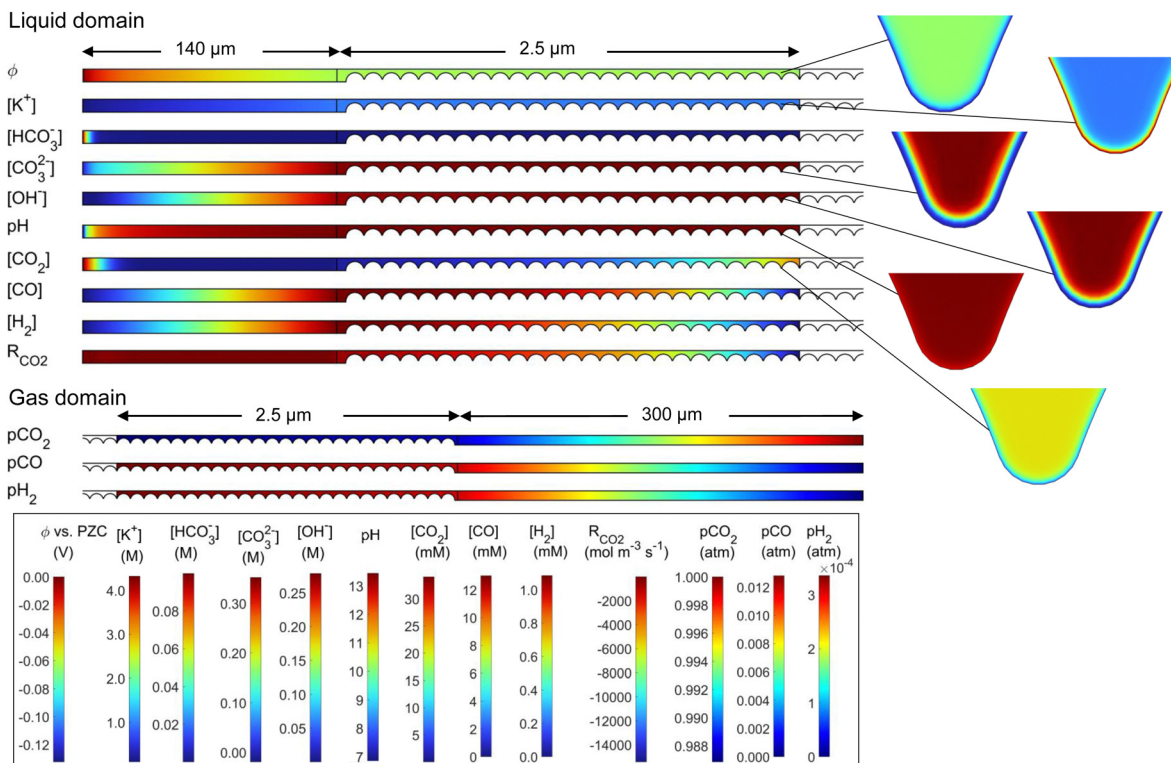 Liquid domain
140 µm
2.5 µm
ϕ
[K⁺]
[HCO₃⁻]
[CO₃²⁻]
[OH⁻]
pH
[CO₂]
[CO]
[H₂]
R_CO2
Gas domain
2.5 µm
300 µm
pCO₂
pCO
pH₂
ϕ vs. PZC (V)
0.00
-0.02
-0.04
-0.06
-0.08
-0.10
-0.12
[K⁺] (M)
4.0
3.0
2.0
1.0
[HCO₃⁻] (M)
0.08
0.06
0.04
0.02
[CO₃²⁻] (M)
0.30
0.20
0.10
0.00
[OH⁻] (M)
0.25
0.20
0.15
0.10
0.05
pH
13
12
11
10
9
8
7
[CO₂] (mM)
30
25
20
15
10
5
[CO] (mM)
12
10
8
6
4
2
0
[H₂] (mM)
1.0
0.8
0.6
0.4
0.2
0.0
R_CO2 (mol m⁻³ s⁻¹)
-2000
-4000
-6000
-8000
-10000
-12000
-14000
pCO₂ (atm)
1.000
0.998
0.996
0.994
0.992
0.990
0.988
pCO (atm)
0.012
0.010
0.008
0.006
0.004
0.002
0.000
pH₂ (atm)
×10⁻⁴
3
2
1
0